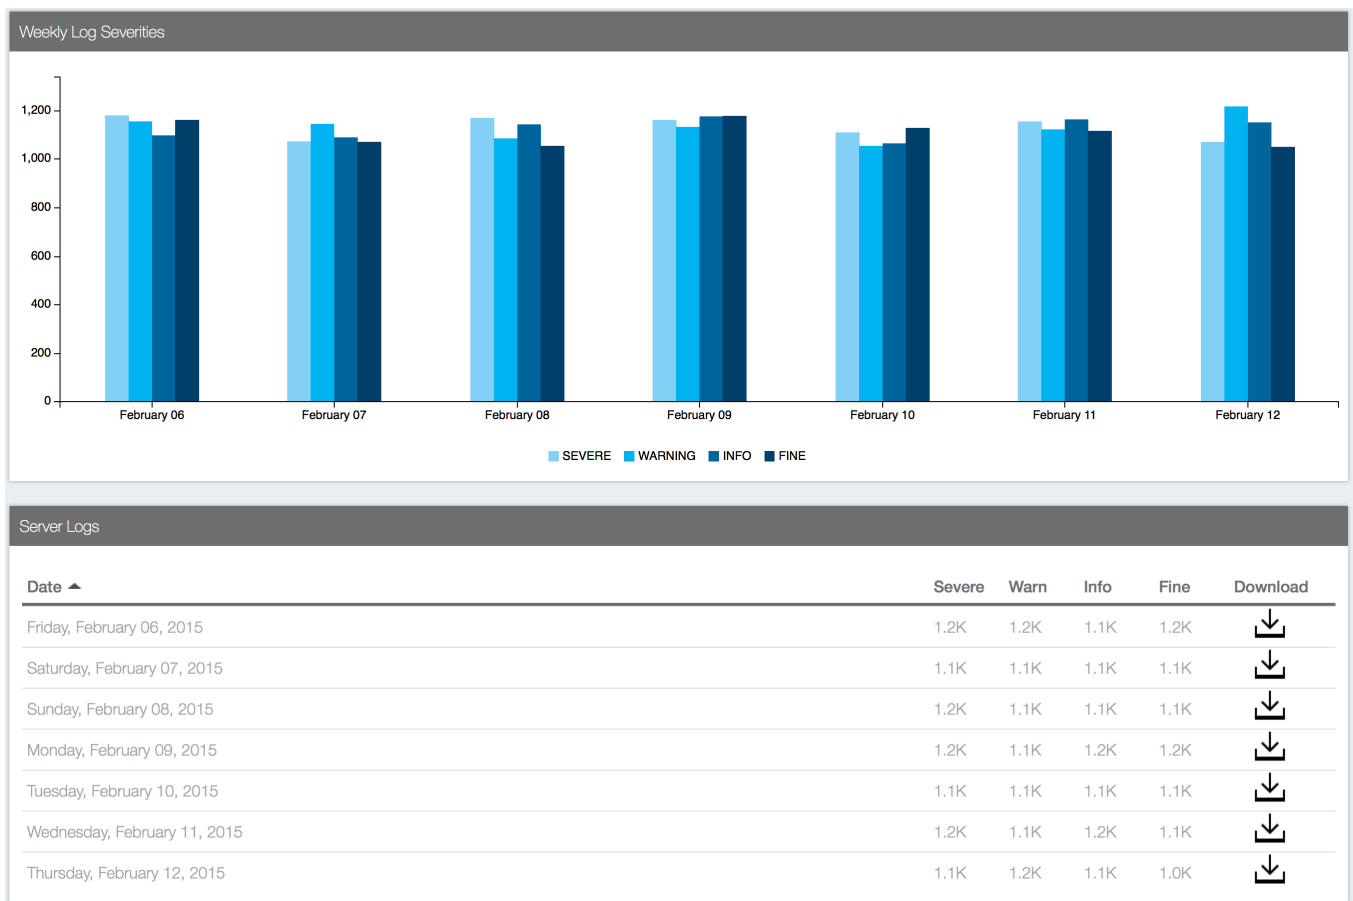 Weekly Log Severities
1,200
1,000
800
600
400
200
0
February 06 February 07 February 08 February 09 February 10 February 11 February 12
SEVERE WARNING INFO FINE
Server Logs
Date Severe Warn Info Fine Download
Friday, February 06, 2015 1.2K 1.2K 1.1K 1.2K
Saturday, February 07, 2015 1.1K 1.1K 1.1K 1.1K
Sunday, February 08, 2015 1.2K 1.1K 1.1K 1.1K
Monday, February 09, 2015 1.2K 1.1K 1.2K 1.2K
Tuesday, February 10, 2015 1.1K 1.1K 1.1K 1.1K
Wednesday, February 11, 2015 1.2K 1.1K 1.2K 1.1K
Thursday, February 12, 2015 1.1K 1.2K 1.1K 1.0K